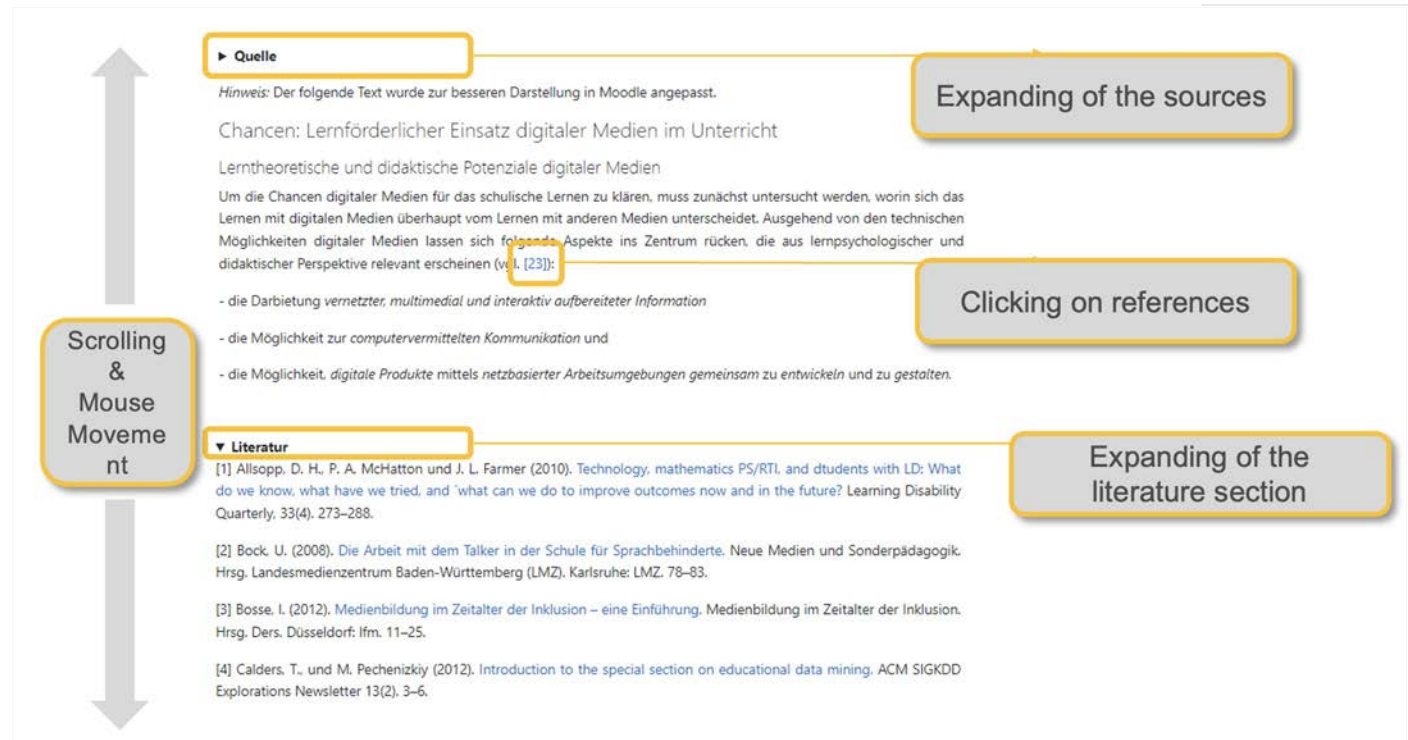 ► Quelle
Expanding of the sources
Hinweis: Der folgende Text wurde zur besseren Darstellung in Moodle angepasst.
Chancen: Lernförderlicher Einsatz digitaler Medien im Unterricht
Lerntheoretische und didaktische Potenziale digitaler Medien
Um die Chancen digitaler Medien für das schulische Lernen zu klären, muss zunächst untersucht werden, worin sich das
Lernen mit digitalen Medien überhaupt vom Lernen mit anderen Medien unterscheidet. Ausgehend von den technischen
Möglichkeiten digitaler Medien lassen sich folgende Aspekte ins Zentrum rücken, die aus lernpsychologischer und
didaktischer Perspektive relevant erscheinen (vgl. [23]):
Clicking on references
- die Darbietung vernetzter, multimedial und interaktiv aufbereiteter Information
- die Möglichkeit zur computervermittelten Kommunikation und
- die Möglichkeit, digitale Produkte mittels netzbasierter Arbeitsumgebungen gemeinsam zu entwickeln und zu gestalten.
Scrolling
&
Mouse
Moveme
nt
▼ Literatur
Expanding of the
literature section
[1] Allsopp, D. H., P. A. McHatton und J. L. Farmer (2010). Technology, mathematics PS/RTI, and dtudents with LD: What
do we know, what have we tried, and ´what can we do to improve outcomes now and in the future? Learning Disability
Quarterly, 33(4). 273–288.
[2] Bock, U. (2008). Die Arbeit mit dem Talker in der Schule für Sprachbehinderte. Neue Medien und Sonderpädagogik.
Hrsg. Landesmedienzentrum Baden-Württemberg (LMZ). Karlsruhe: LMZ. 78–83.
[3] Bosse, I. (2012). Medienbildung im Zeitalter der Inklusion – eine Einführung. Medienbildung im Zeitalter der Inklusion.
Hrsg. Ders. Düsseldorf: lfm. 11–25.
[4] Calders, T., und M. Pechenizkiy (2012). Introduction to the special section on educational data mining. ACM SIGKDD
Explorations Newsletter 13(2). 3–6.